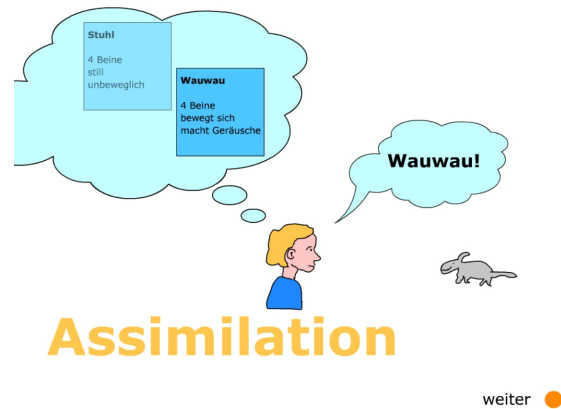 Stuhl
4 Beine
still
unbeweglich
Wauwau
4 Beine
bewegt sich
macht Geräusche
Wauwau!
Assimilation
weiter